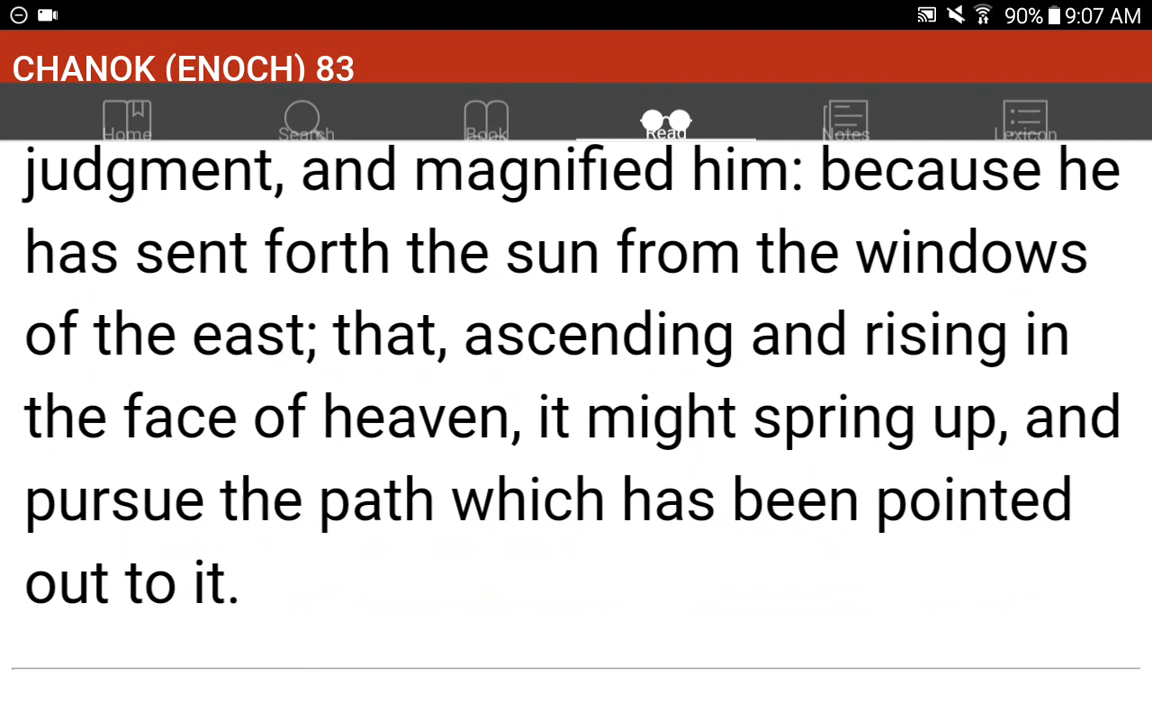 90% 9:07 AM
CHANOK (ENOCH) 83
Home Search Book Read Notes Lexicon
judgment, and magnified him: because he
has sent forth the sun from the windows
of the east; that, ascending and rising in
the face of heaven, it might spring up, and
pursue the path which has been pointed
out to it.